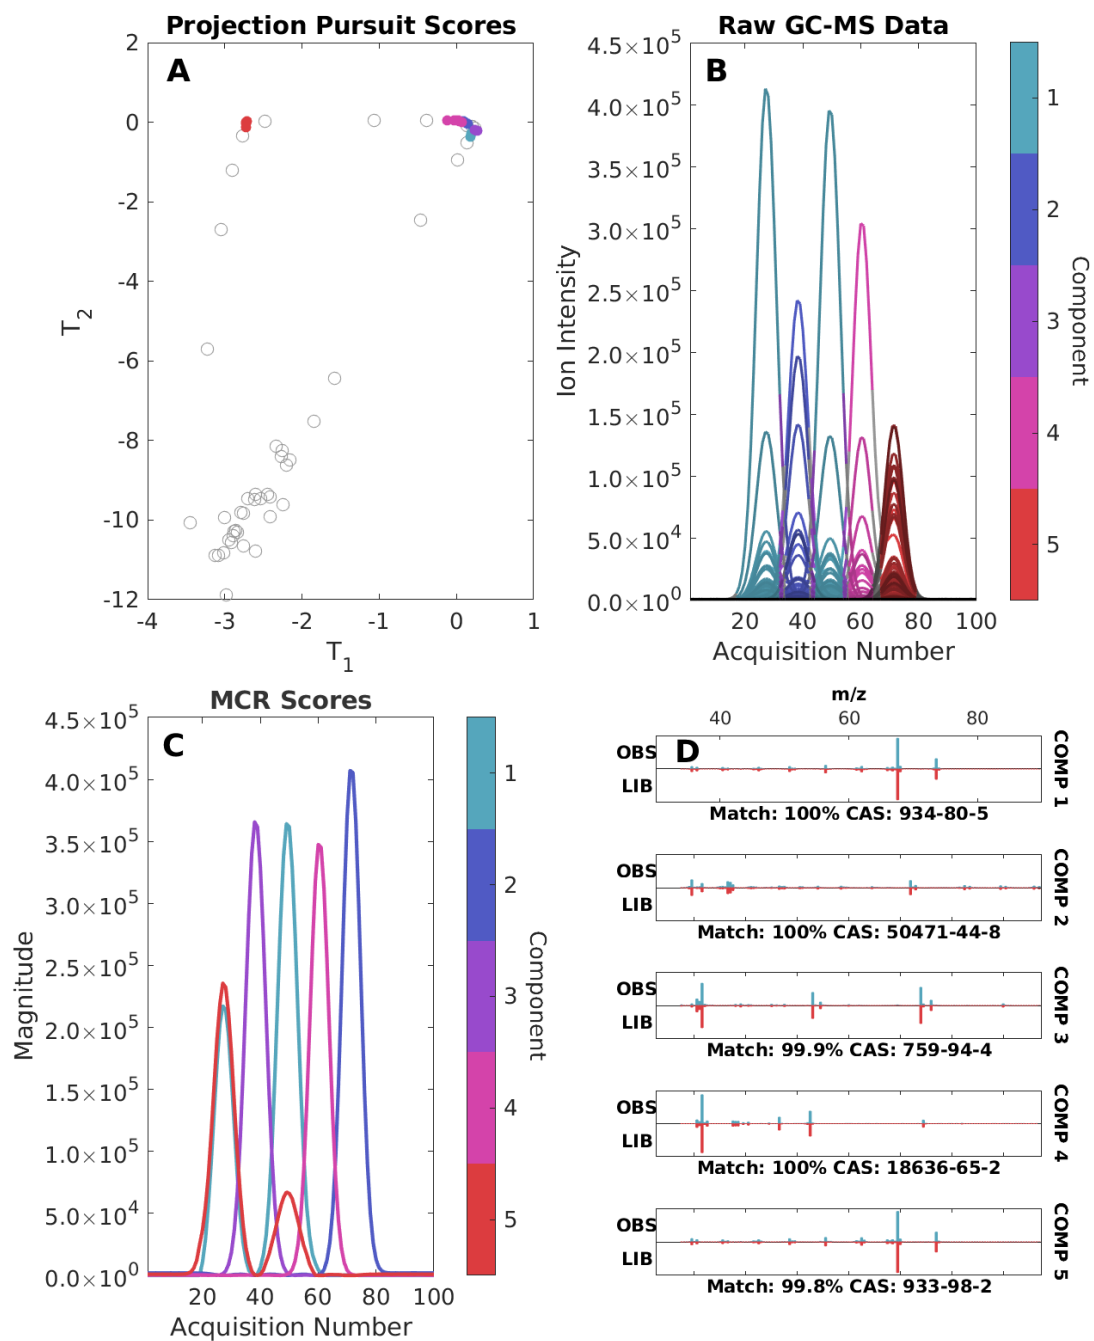 Projection Pursuit Scores
A
2
0
-2
-4
-6
-8
-10
-12
T2
-4 -3 -2 -1 0 1
T1
Raw GC-MS Data
B
4.5×10^5
4.0×10^5
3.5×10^5
3.0×10^5
2.5×10^5
2.0×10^5
1.5×10^5
1.0×10^5
5.0×10^4
0.0×10^0
Ion Intensity
20 40 60 80 100
Acquisition Number
1
2
3
4
5
Component
MCR Scores
C
4.5×10^5
4.0×10^5
3.5×10^5
3.0×10^5
2.5×10^5
2.0×10^5
1.5×10^5
1.0×10^5
5.0×10^4
0.0×10^0
Magnitude
20 40 60 80 100
Acquisition Number
1
2
3
4
5
Component
m/z
40 60 80
D
OBS
LIB
COMP 1
Match: 100% CAS: 934-80-5
OBS
LIB
COMP 2
Match: 100% CAS: 50471-44-8
OBS
LIB
COMP 3
Match: 99.9% CAS: 759-94-4
OBS
LIB
COMP 4
Match: 100% CAS: 18636-65-2
OBS
LIB
COMP 5
Match: 99.8% CAS: 933-98-2